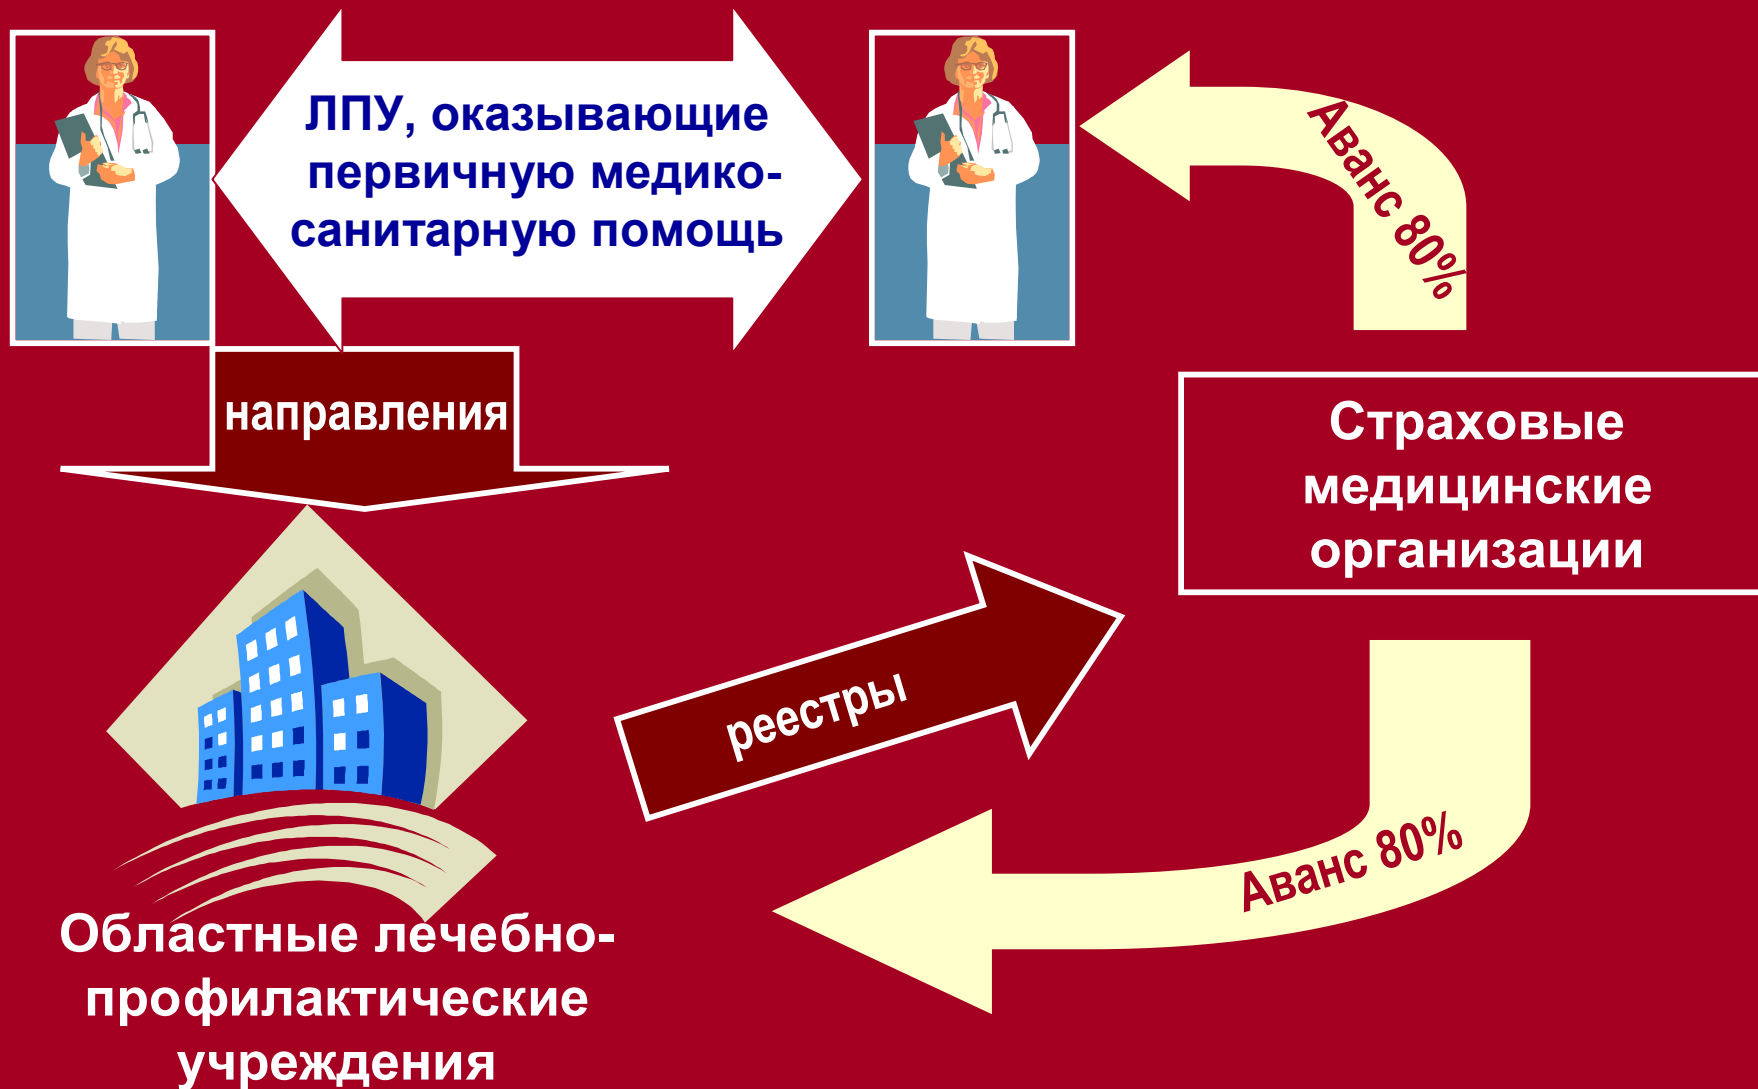 ЛПУ, оказывающие
первичную медико-
санитарную помощь
Аванс 80%
направления
Страховые
медицинские
организации
реестры
Аванс 80%
Областные лечебно-
профилактические
учреждения